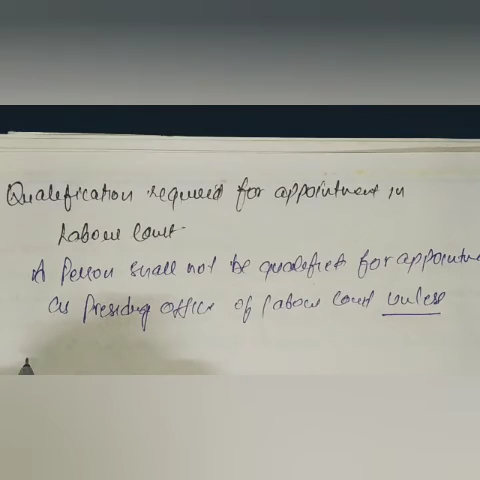 Qualification required for appointment in
Labour Court
A Person shall not be qualified for appointm
as Presiding officer of labour court unless